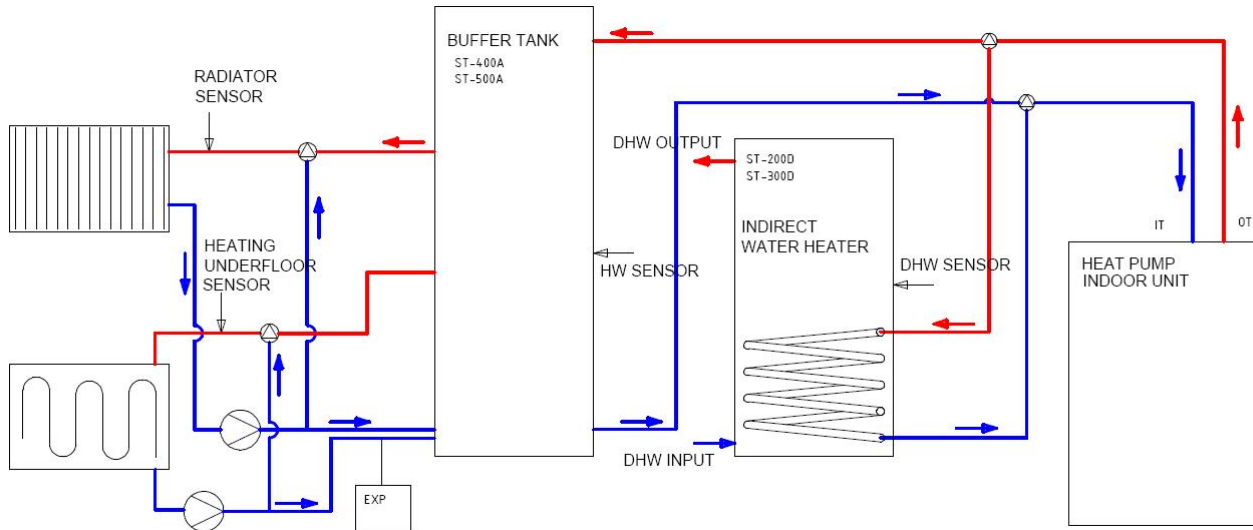 BUFFER TANK
ST-400A
ST-500A
RADIATOR
SENSOR
DHW OUTPUT
ST-200D
ST-300D
INDIRECT
WATER HEATER
HEATING
UNDERFLOOR
SENSOR
HW SENSOR
DHW SENSOR
IT
OT
HEAT PUMP
INDOOR UNIT
DHW INPUT
EXP